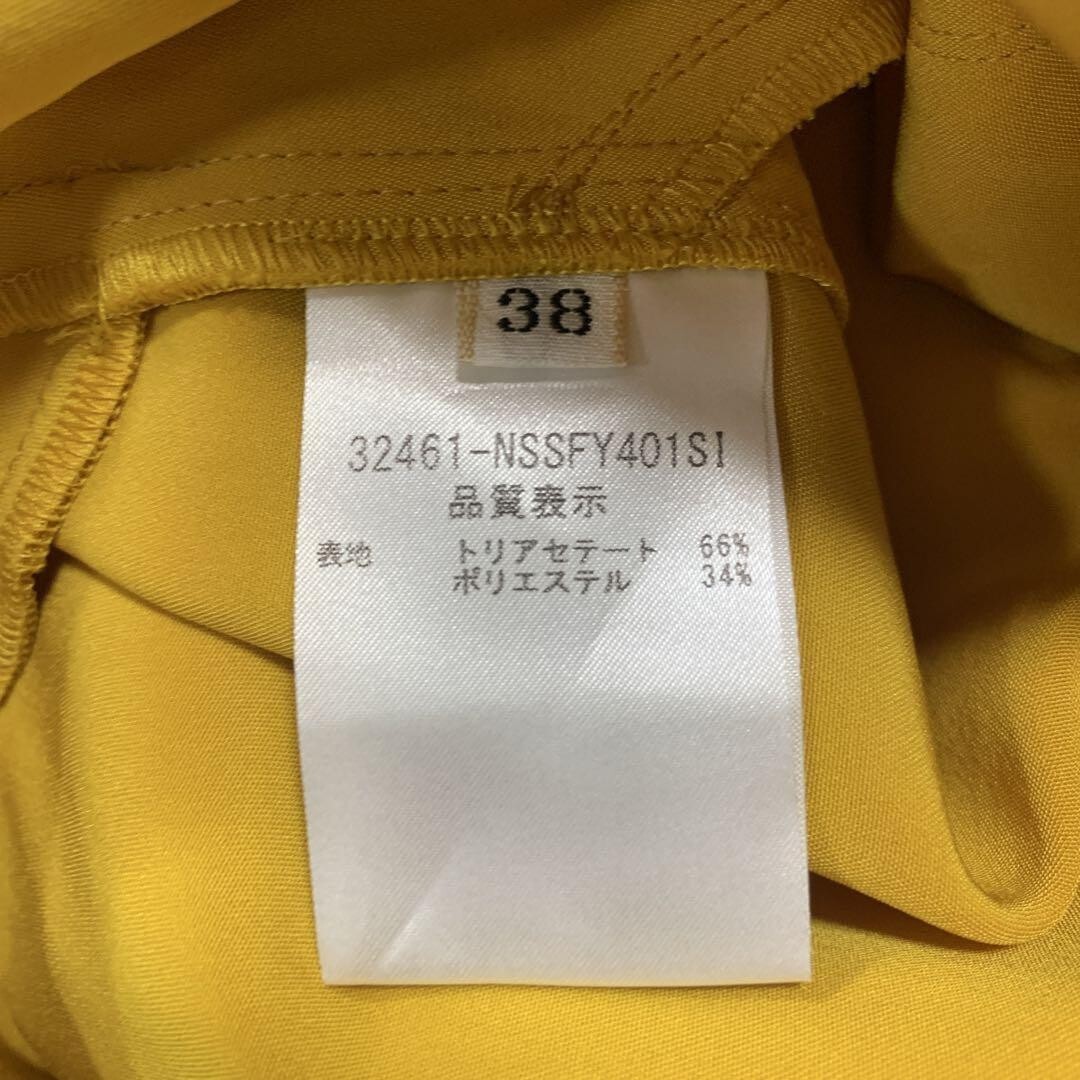 38
32461-NSSFY401SI
品質表示
表地 トリアセテート 66%
ポリエステル 34%